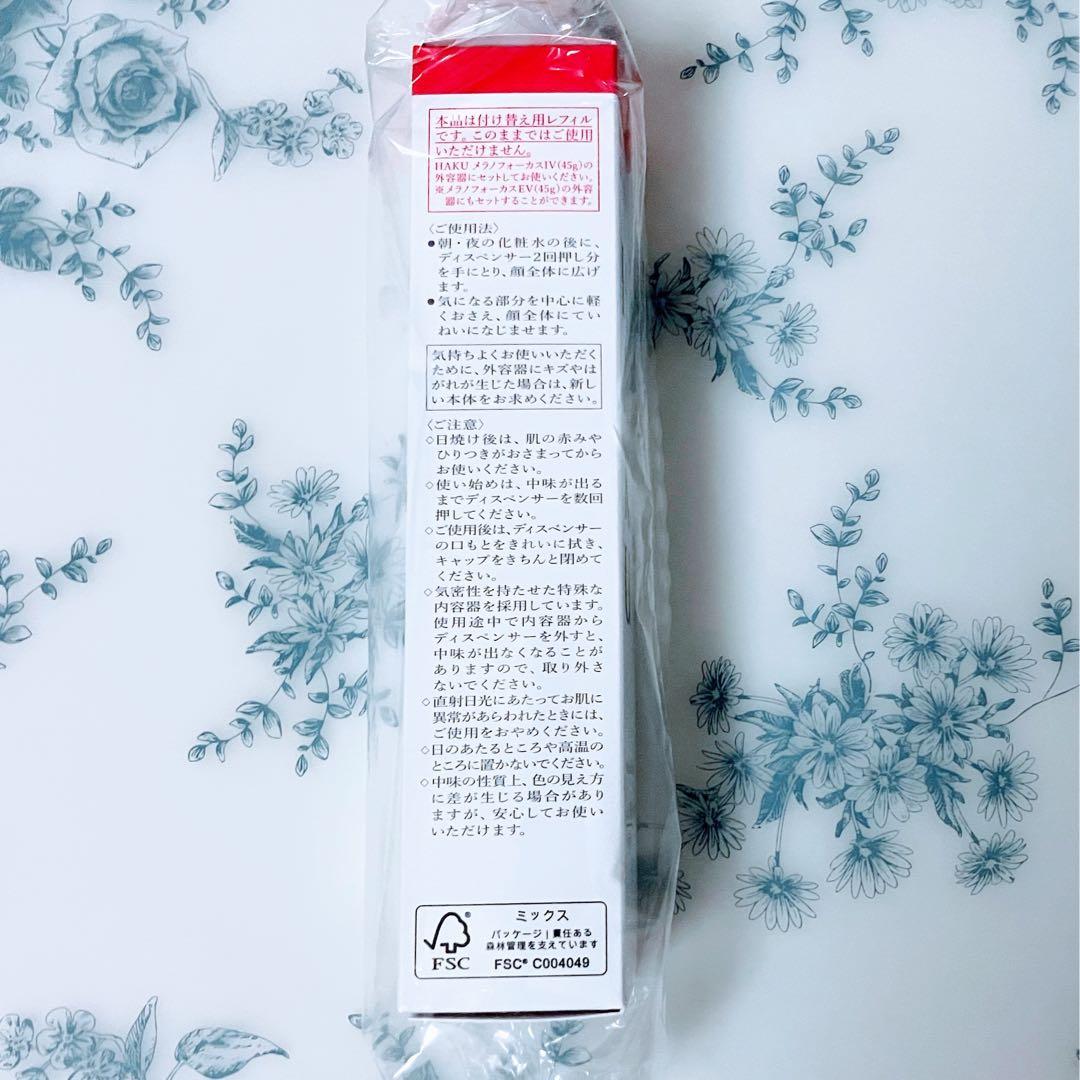 本品は付け替え用レフィル
です。このままではご使用
いただけません。
HAKU メラノフォーカスIV(45g)の
外容器にセットしてお使いください。
※メラノフォーカスEV(45g)の外容
器にもセットすることができます。
〈ご使用法〉
●朝・夜の化粧水の後に、
ディスペンサー2回押し分
を手にとり、顔全体に広げ
ます。
●気になる部分を中心に軽
くおさえ、顔全体にてい
ねいになじませます。
気持ちよくお使いいただく
ために、外容器にキズやは
がれが生じた場合は、新し
い本体をお求めください。
〈ご注意〉
◇日焼け後は、肌の赤みや
ひりつきがおさまってから
お使いください。
◇使い始めは、中味が出る
までディスペンサーを数回
押してください。
◇ご使用後は、ディスペンサー
の口もとをきれいに拭き、
キャップをきちんと閉めて
ください。
◇気密性を持たせた特殊な
内容器を採用しています。
使用途中で内容器から
ディスペンサーを外すと、
中味が出なくなることが
ありますので、取り外さ
ないでください。
◇直射日光にあたってお肌に
異常があらわれたときには、
ご使用をおやめください。
◇日のあたるところや高温の
ところに置かないでください。
◇中味の性質上、色の見え方
に差が生じる場合があり
ますが、安心してお使い
いただけます。
ミックス
パッケージ|責任ある
森林管理を支えています
FSC® C004049
®
FSC